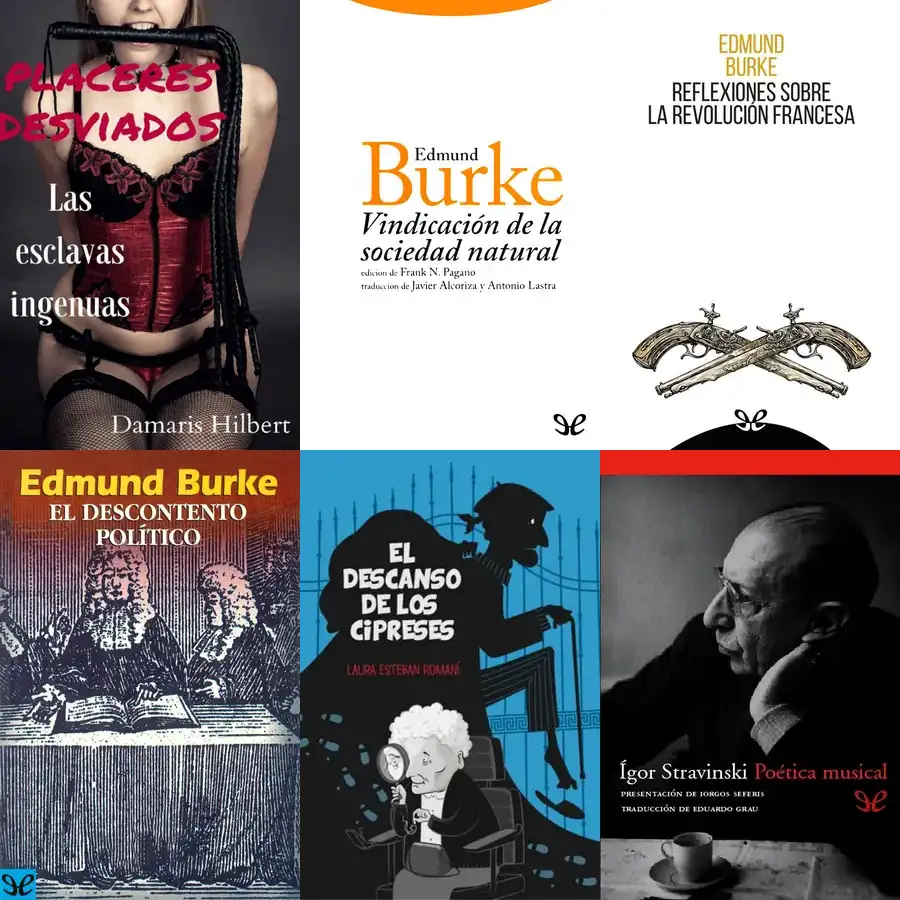 PLACERES
DESVIADOS
Las
esclavas
ingenuas
Damaris Hilbert
Edmund
Burke
Vindicación de la
sociedad natural
edición de Frank N. Pagano
traducción de Javier Alcoriza y Antonio Lastra
EDMUND
BURKE
REFLEXIONES SOBRE
LA REVOLUCIÓN FRANCESA
Edmund Burke
EL DESCONTENTO
POLÍTICO
EL
DESCANSO
DE LOS
CiPRESES
LAURA ESTEBAN ROMANÍ
Ígor Stravinski Poética musical
PRESENTACIÓN DE IORGOS SEFERIS
TRADUCCIÓN DE EDUARDO GRAU